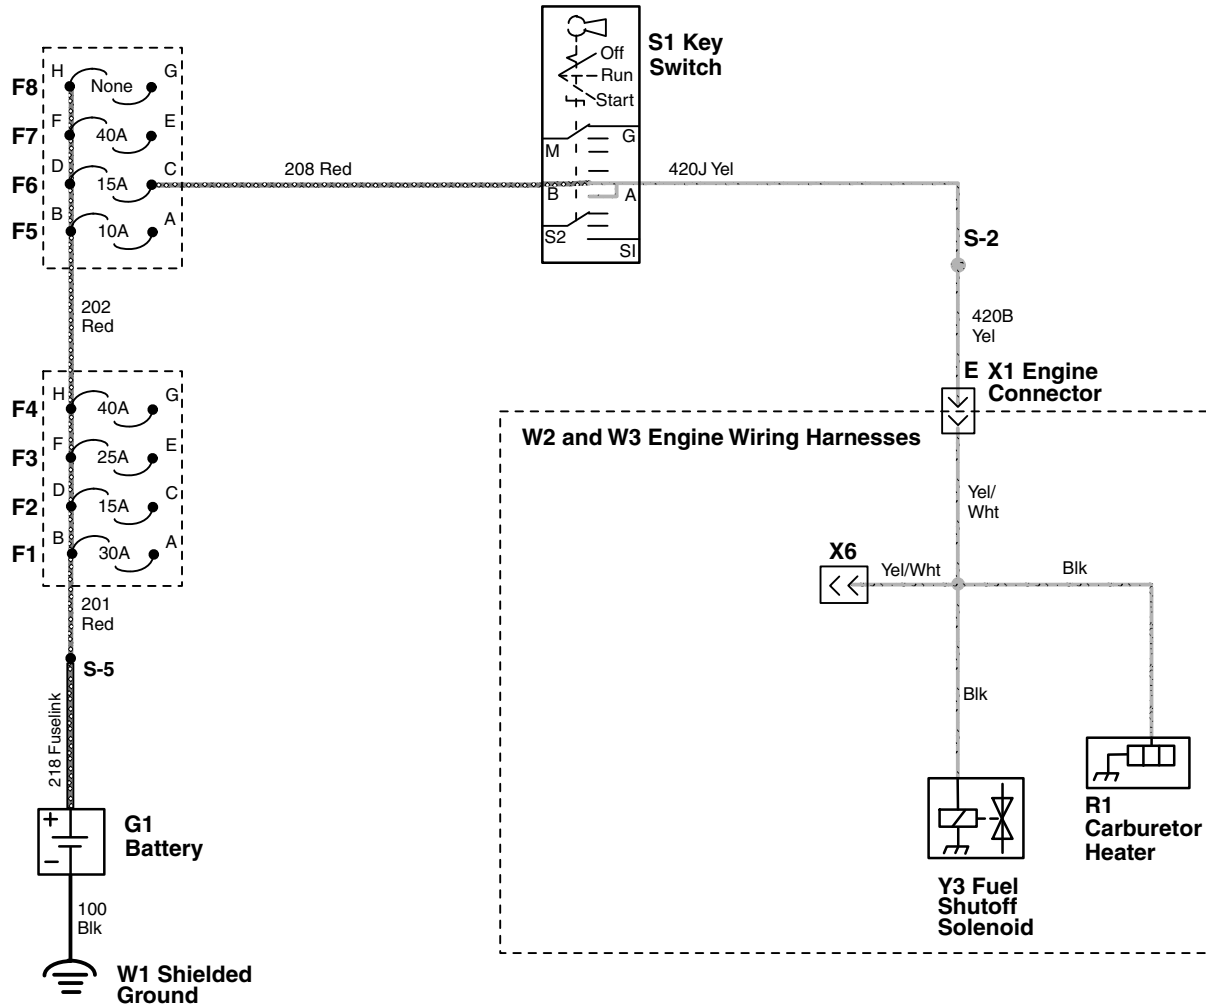 S1 Key
Switch
Off
Run
Start
G
M
B
A
S2
SI
H
G
F8
None
F
E
F7
40A
D
C
F6
15A
B
A
F5
10A
208 Red
420J Yel
S-2
202
Red
420B
Yel
E
X1 Engine
Connector
H
G
F4
40A
F
E
F3
25A
D
C
F2
15A
B
A
F1
30A
W2 and W3 Engine Wiring Harnesses
Yel/
Wht
X6
Yel/Wht
Blk
201
Red
S-5
218 Fuselink
Blk
+
−
G1
Battery
R1
Carburetor
Heater
Y3 Fuel
Shutoff
Solenoid
100
Blk
W1 Shielded
Ground